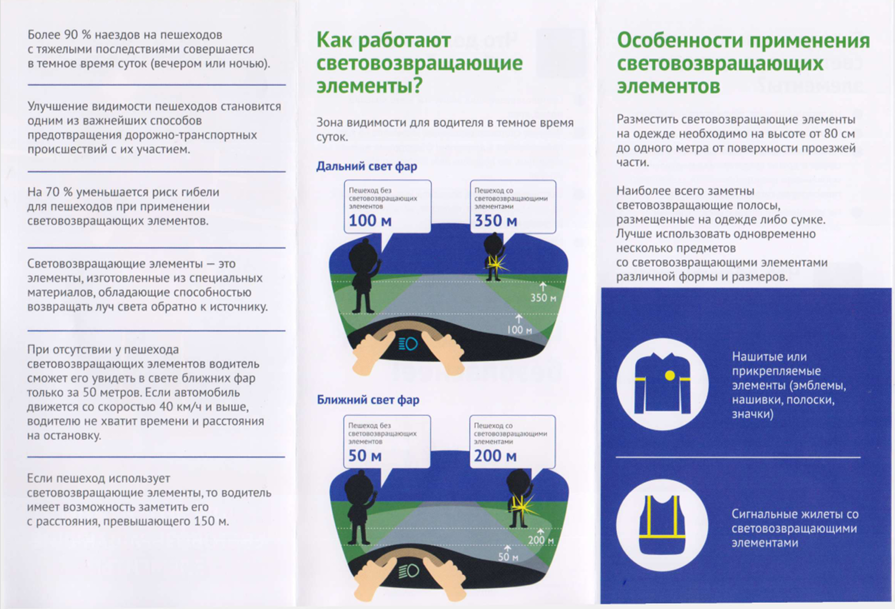 Более 90 % наездов на пешеходов
с тяжелыми последствиями совершается
в темное время суток (вечером или ночью).
Улучшение видимости пешеходов становится
одним из важнейших способов
предотвращения дорожно-транспортных
происшествий с их участием.
На 70 % уменьшается риск гибели
для пешеходов при применении
световозвращающих элементов.
Световозвращающие элементы — это
элементы, изготовленные из специальных
материалов, обладающие способностью
возвращать луч света обратно к источнику.
При отсутствии у пешехода
световозвращающих элементов водитель
сможет его увидеть в свете ближних фар
только за 50 метров. Если автомобиль
движется со скоростью 40 км/ч и выше,
водителю не хватит времени и расстояния
на остановку.
Если пешеход использует
световозвращающие элементы, то водитель
имеет возможность заметить его
с расстояния, превышающего 150 м.
Как работают
световозвращающие
элементы?
Зона видимости для водителя в темное время
суток.
Дальний свет фар
Пешеход без
световозвращающих
элементов
100 м
Пешеход со
световозвращающими
элементами
350 м
350 м
100 м
Ближний свет фар
Пешеход без
световозвращающих
элементов
50 м
Пешеход со
световозвращающими
элементами
200 м
200 м
50 м
Особенности применения
световозвращающих
элементов
Разместить световозвращающие элементы
на одежде необходимо на высоте от 80 см
до одного метра от поверхности проезжей
части.
Наиболее всего заметны
световозвращающие полосы,
размещенные на одежде либо сумке.
Лучше использовать одновременно
несколько предметов
со световозвращающими элементами
различной формы и размеров.
Нашитые или
прикрепляемые
элементы (эмблемы,
нашивки, полоски,
значки)
Сигнальные жилеты со
световозвращающими
элементами